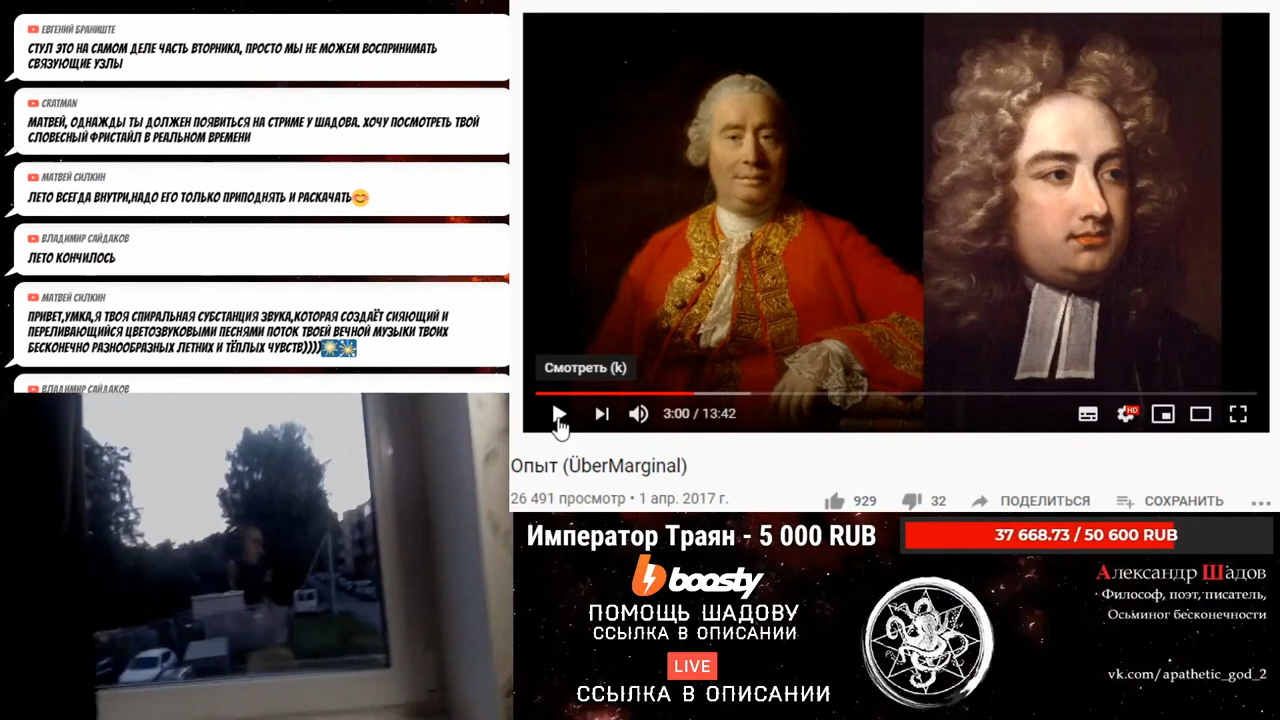 ЕВГЕНИЙ БРАНИШТЕ
СТУЛ ЭТО НА САМОМ ДЕЛЕ ЧАСТЬ ВТОРНИКА, ПРОСТО МЫ НЕ МОЖЕМ ВОСПРИНИМАТЬ
СВЯЗУЮЩИЕ УЗЛЫ
CRATMAN
МАТВЕЙ, ОДНАЖДЫ ТЫ ДОЛЖЕН ПОЯВИТЬСЯ НА СТРИМЕ У ШАДОВА. ХОЧУ ПОСМОТРЕТЬ ТВОЙ
СЛОВЕСНЫЙ ФРИСТАЙЛ В РЕАЛЬНОМ ВРЕМЕНИ
МАТВЕЙ СИЛКИН
ЛЕТО ВСЕГДА ВНУТРИ,НАДО ЕГО ТОЛЬКО ПРИПОДНЯТЬ И РАСКАЧАТЬ😊
ВЛАДИМИР САЙДАКОВ
ЛЕТО КОНЧИЛОСЬ
МАТВЕЙ СИЛКИН
ПРИВЕТ,УМКА,Я ТВОЯ СПИРАЛЬНАЯ СУБСТАНЦИЯ ЗВУКА,КОТОРАЯ СОЗДАЁТ СИЯЮЩИЙ И
ПЕРЕЛИВАЮЩИЙСЯ ЦВЕТОЗВУКОВЫМИ ПЕСНЯМИ ПОТОК ТВОЕЙ ВЕЧНОЙ МУЗЫКИ ТВОИХ
БЕСКОНЕЧНО РАЗНООБРАЗНЫХ ЛЕТНИХ И ТЁПЛЫХ ЧУВСТВ))))🎇🎇
ВЛАДИМИР САЙДАКОВ
Смотреть (k)
3:00 / 13:42
HD
Опыт (ÜberMarginal)
26 491 просмотр • 1 апр. 2017 г.
929
32
ПОДЕЛИТЬСЯ
СОХРАНИТЬ
Император Траян - 5 000 RUB
37 668.73 / 50 600 RUB
boosty
ПОМОЩЬ ШАДОВУ
ССЫЛКА В ОПИСАНИИ
LIVE
ССЫЛКА В ОПИСАНИИ
Александр Шадов
Философ, поэт, писатель,
Осьминог бесконечности
vk.com/apathetic_god_2